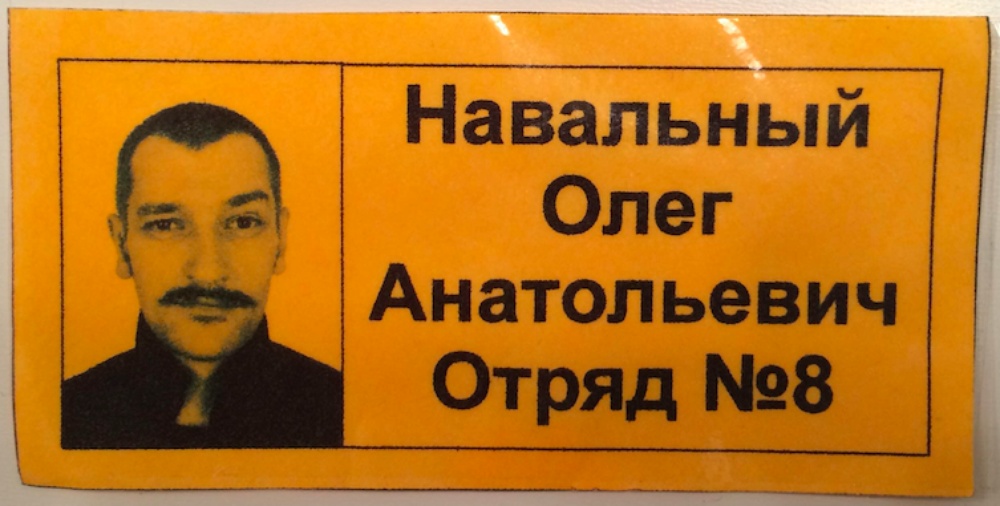 Навальный
Олег
Анатольевич
Отряд №8